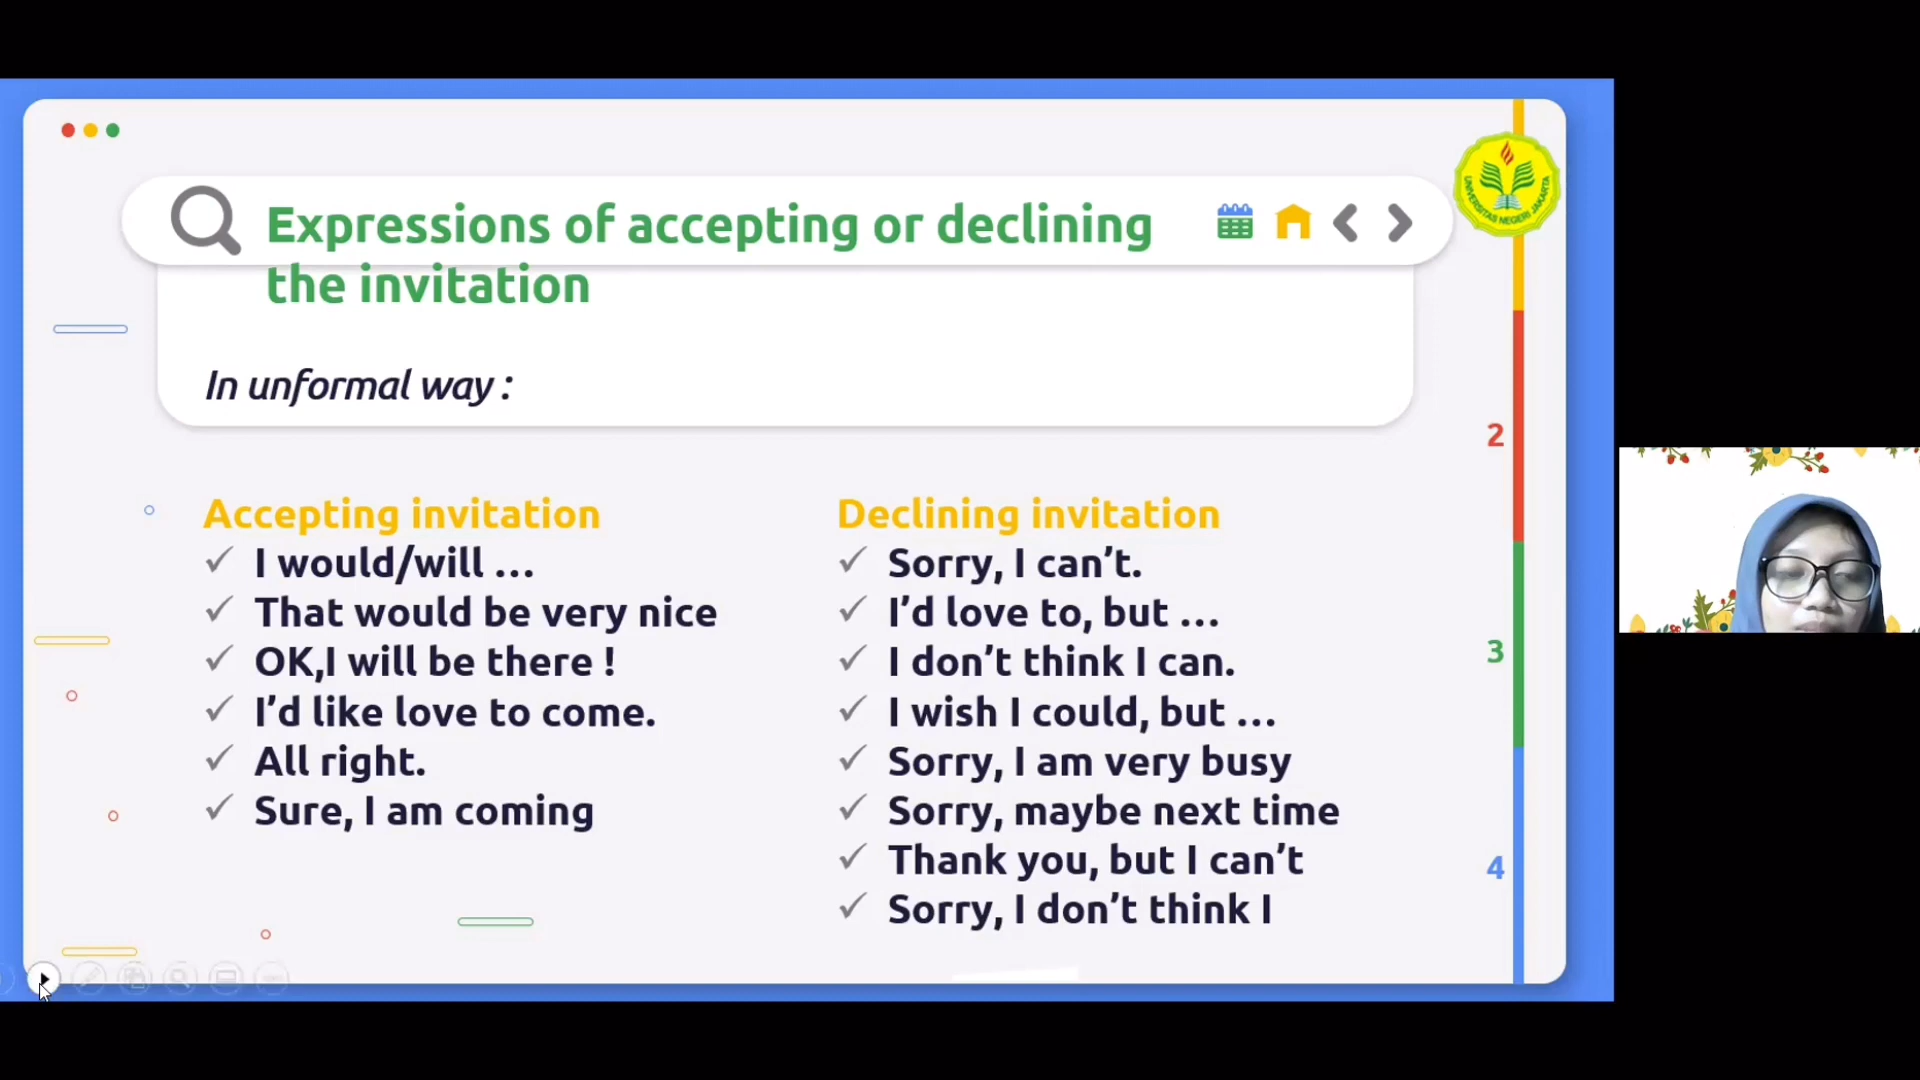 Expressions of accepting or declining
the invitation
UNIVERSITAS NEGERI JAKARTA
In unformal way :
Accepting invitation
I would/will ...
That would be very nice
OK,I will be there !
I'd like love to come.
All right.
Sure, I am coming
Declining invitation
Sorry, I can't.
I'd love to, but ...
I don't think I can.
I wish I could, but ...
Sorry, I am very busy
Sorry, maybe next time
Thank you, but I can't
Sorry, I don't think I
2
3
4